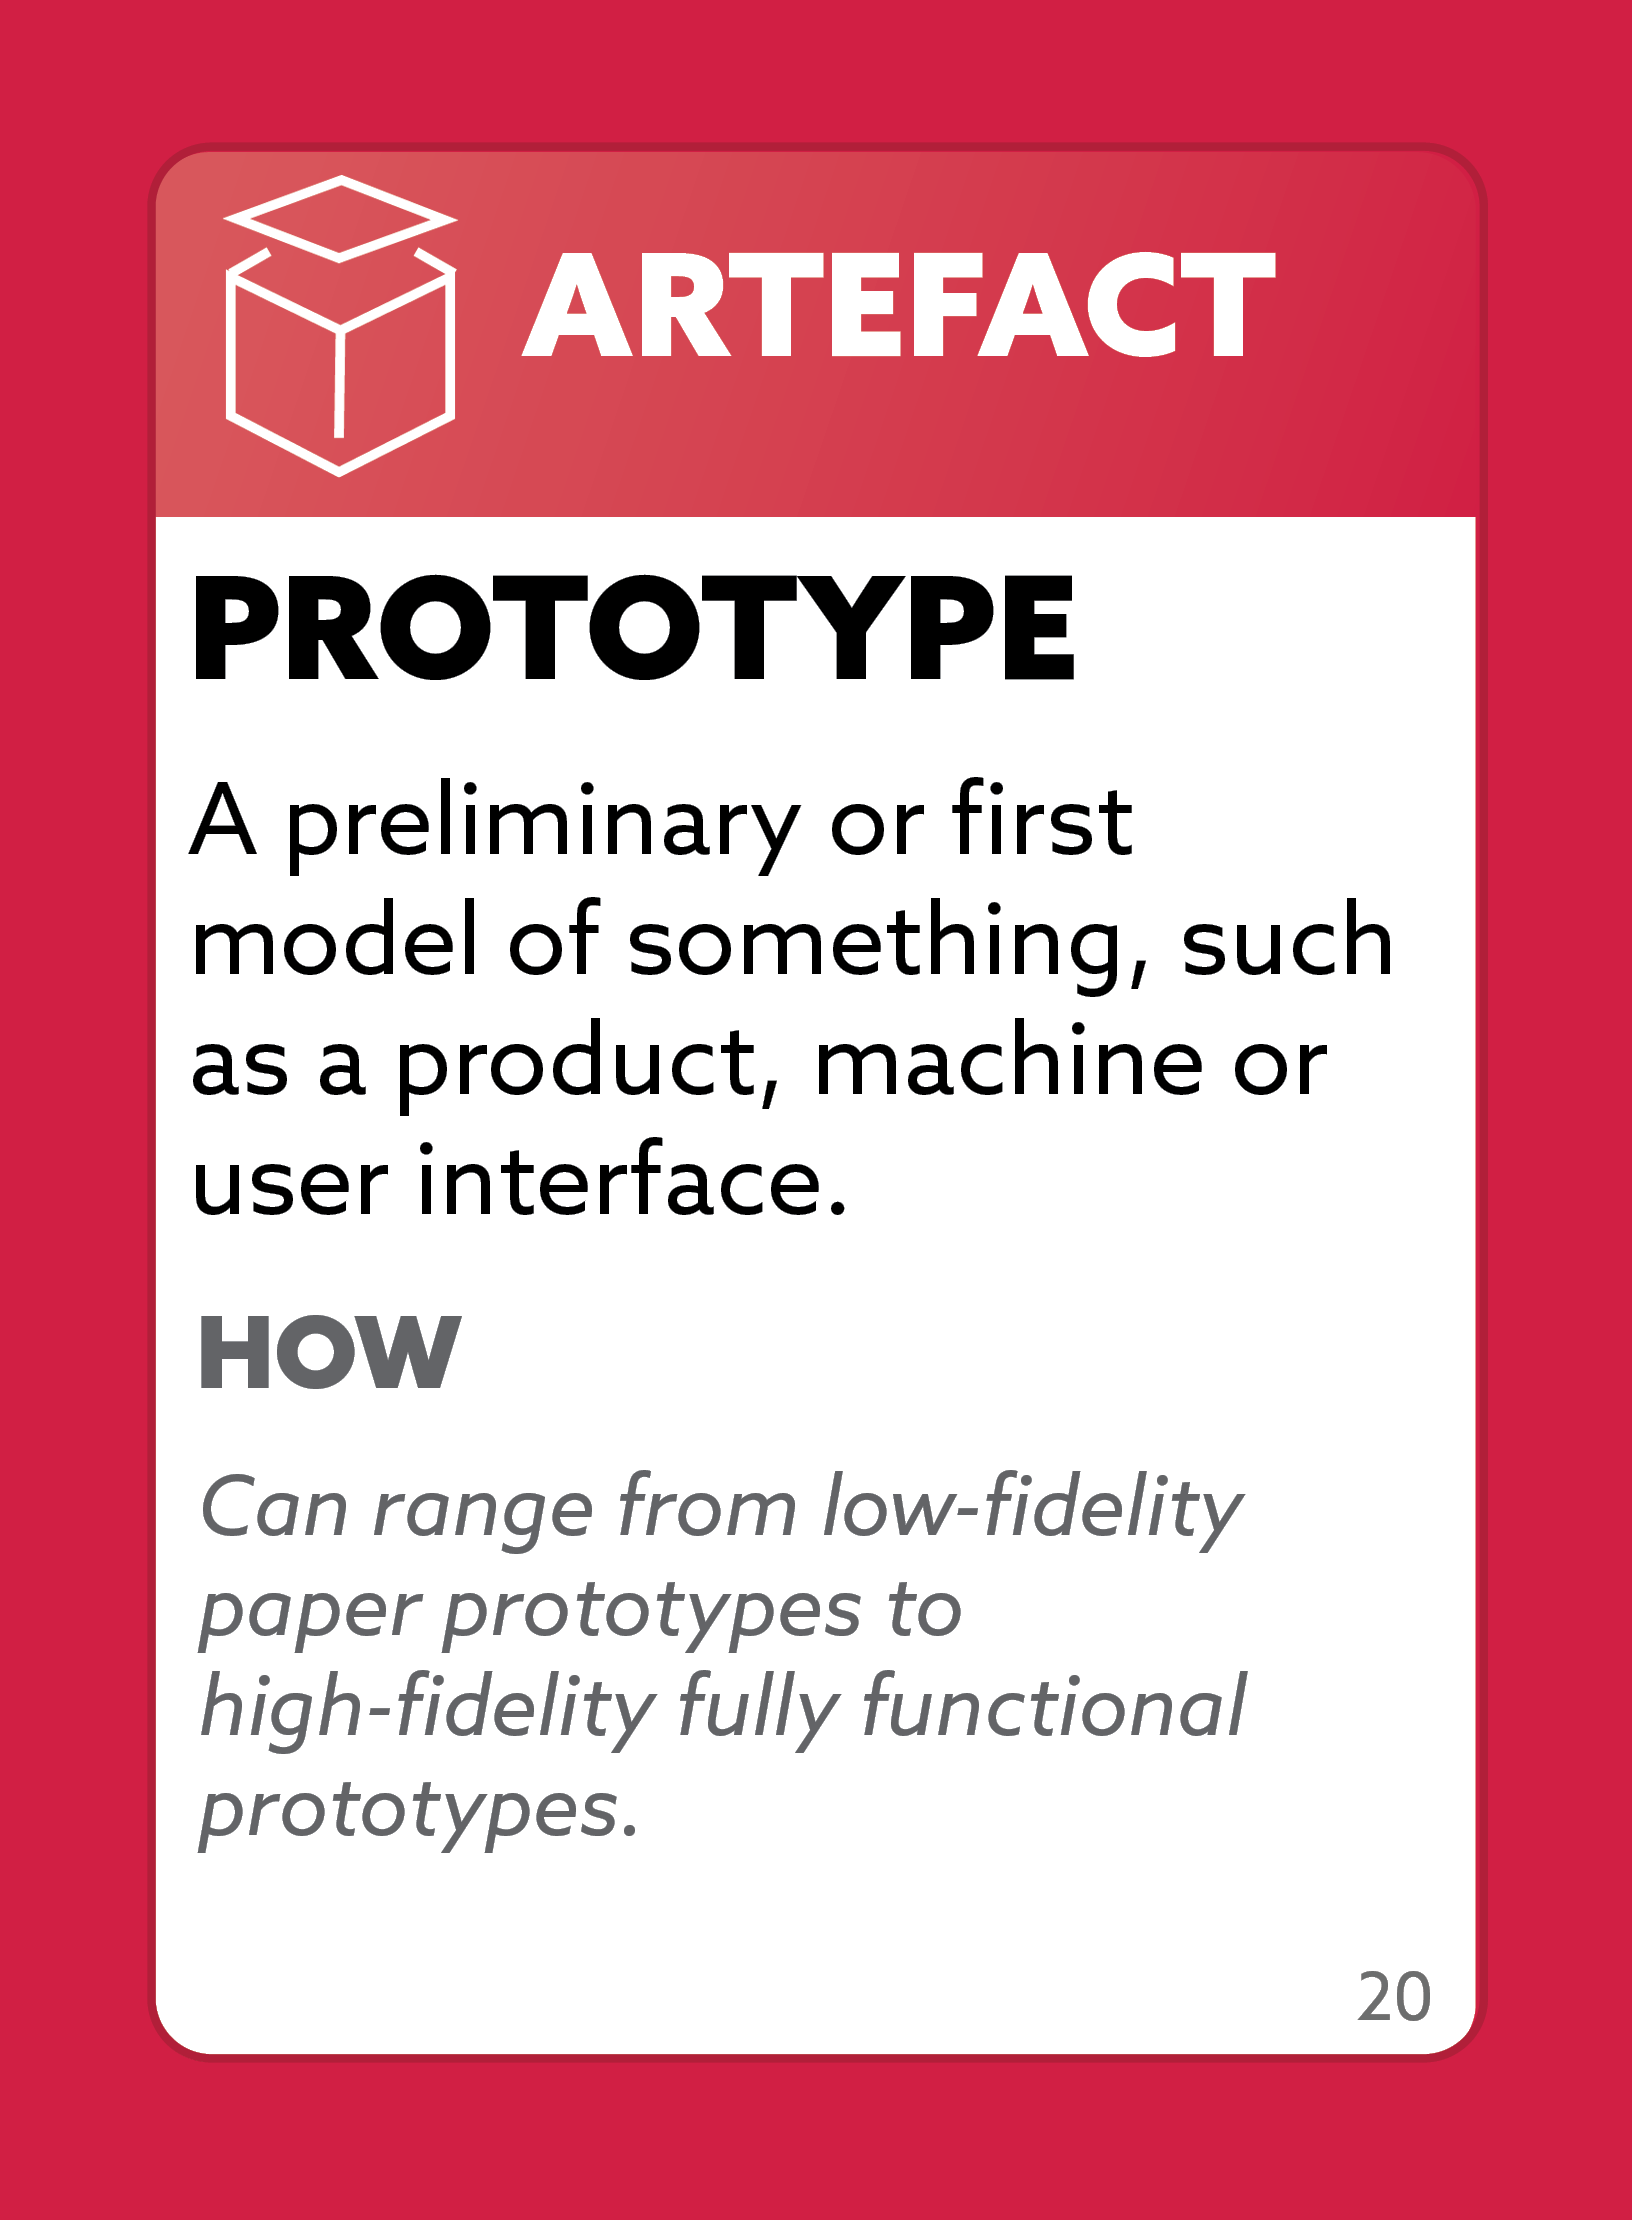 ARTEFACT
PROTOTYPE
A preliminary or first
model of something, such
as a product, machine or
user interface.
HOW
Can range from low-fidelity
paper prototypes to
high-fidelity fully functional
prototypes.
20